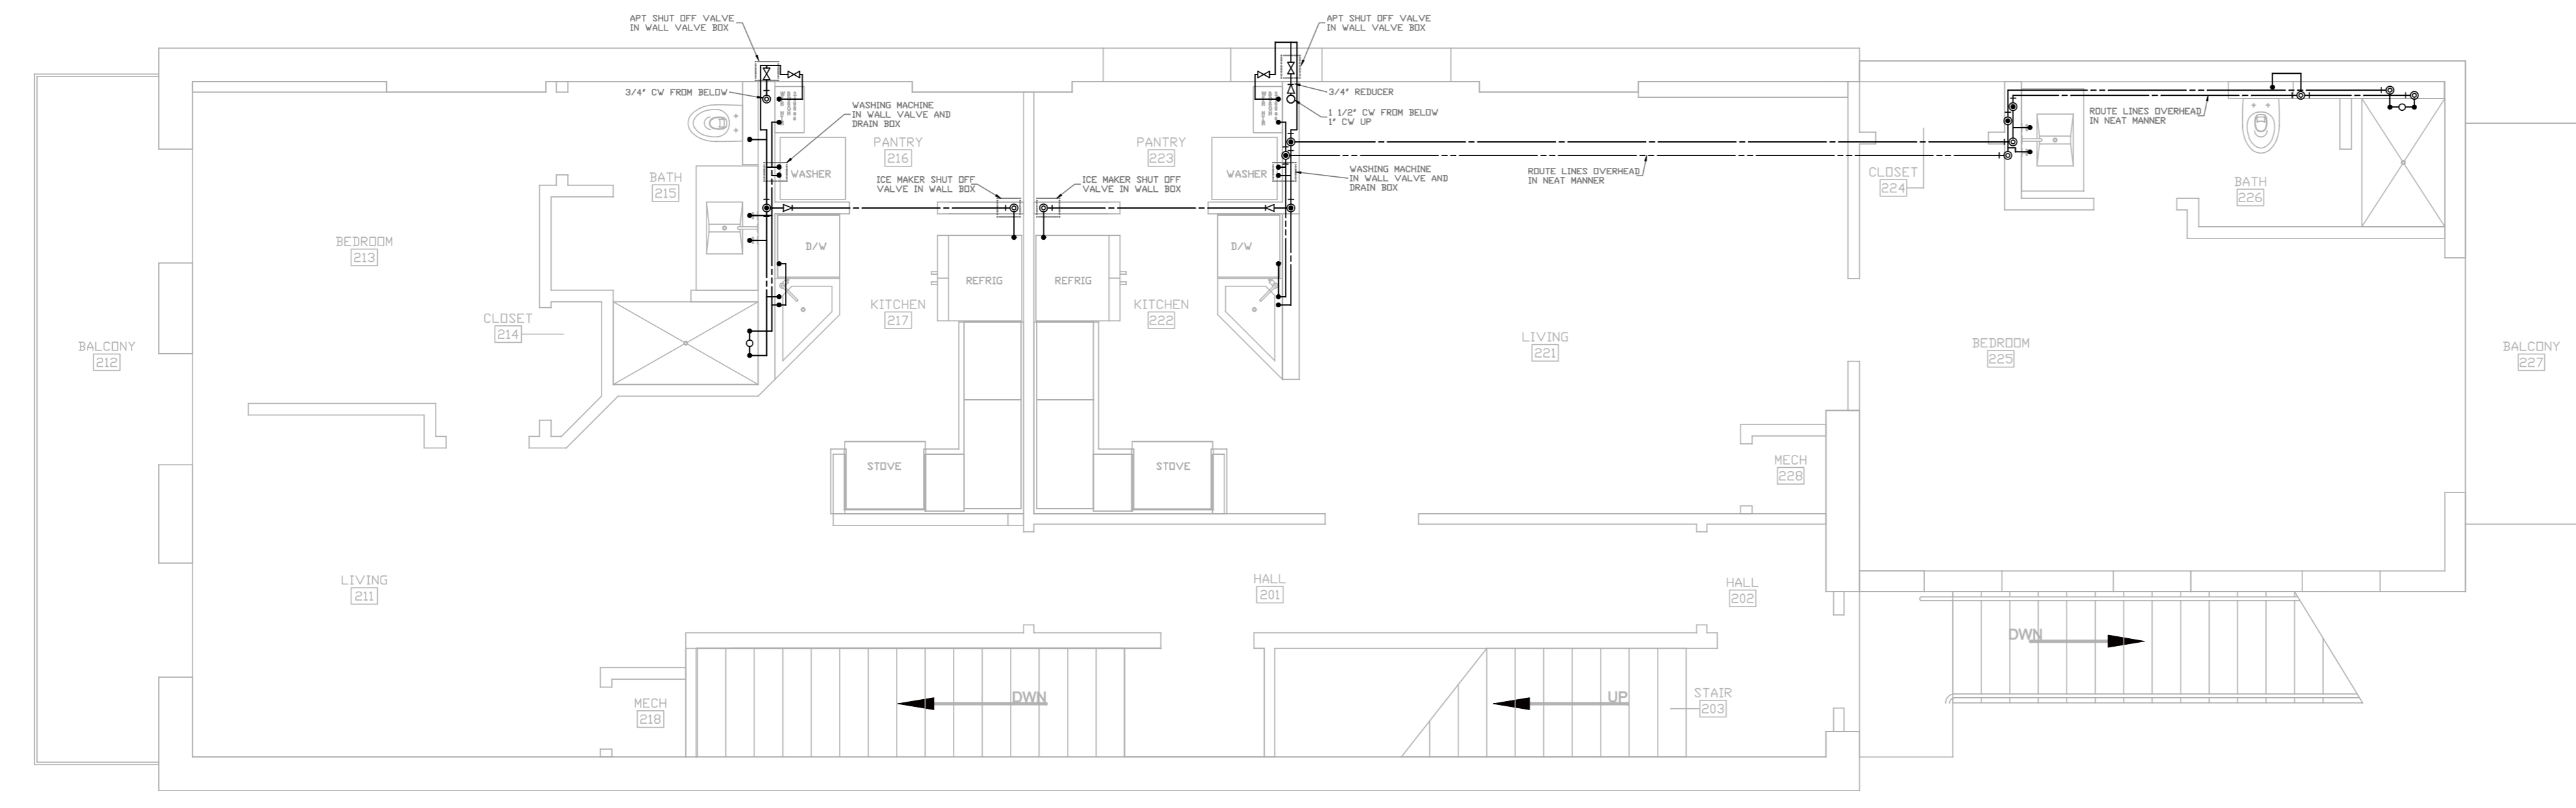 APT SHUT OFF VALVE
IN WALL VALVE BOX
APT SHUT OFF VALVE
IN WALL VALVE BOX
3/4" CW FROM BELOW
WASHING MACHINE
IN WALL VALVE AND
DRAIN BOX
3/4" REDUCER
1 1/2" CW FROM BELOW
1" CW UP
ROUTE LINES OVERHEAD
IN NEAT MANNER
PANTRY
216
PANTRY
223
WASHER
WASHER
WASHING MACHINE
IN WALL VALVE AND
DRAIN BOX
ROUTE LINES OVERHEAD
IN NEAT MANNER
CLOSET
224
BATH
215
ICE MAKER SHUT OFF
VALVE IN WALL BOX
ICE MAKER SHUT OFF
VALVE IN WALL BOX
BATH
226
BEDROOM
213
D/W
D/W
REFRIG
REFRIG
KITCHEN
217
KITCHEN
222
CLOSET
214
LIVING
221
BALCONY
212
BEDROOM
225
BALCONY
227
STOVE
STOVE
MECH
228
LIVING
211
HALL
201
HALL
202
DWN
MECH
218
DWN
UP
STAIR
203